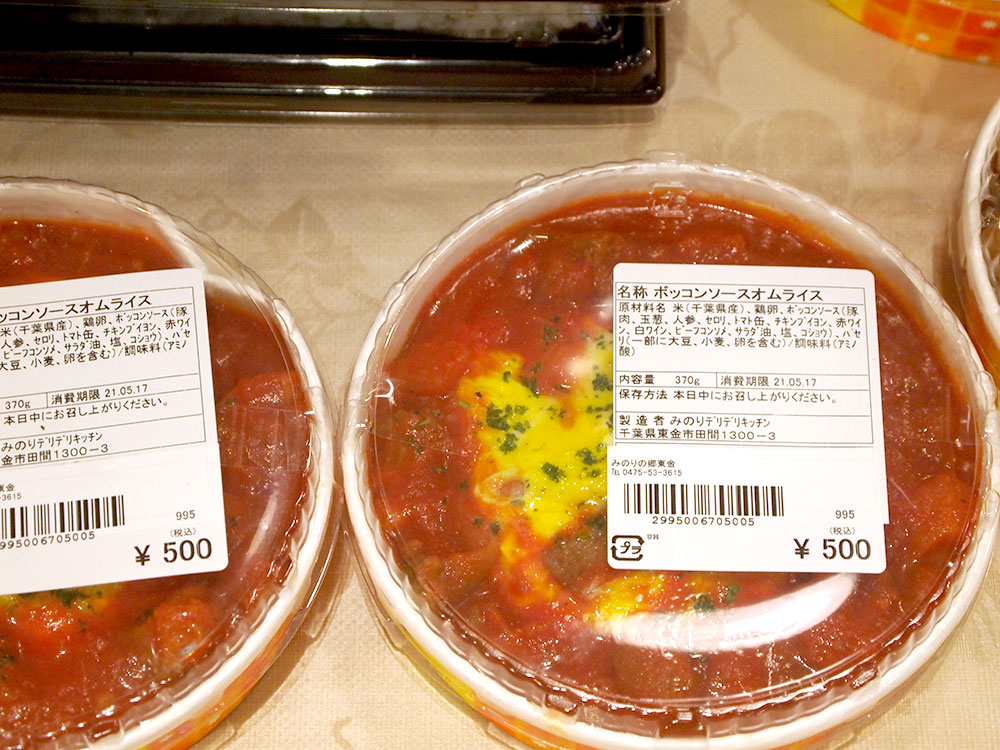 ッコンソースオムライス
米(千葉県産)、鶏卵、ボッコンソース(豚
人参、セロリ、トマト缶、チキンブイヨン、赤ワイ
ビーフコンソメ、サラダ油、塩、コショウ)、パセ
大豆、小麦、卵を含む)/調味料(アミノ
370g 消費期限 21.05.17
本日中にお召し上がりください。
みのりデリデリキッチン
金市田間1300-3
東金
-3615
995006705005
995
(税込)
¥ 500
名称 ボッコンソースオムライス
原材料名 米(千葉県産)、鶏卵、ボッコンソース(豚
肉、玉葱、人参、セロリ、トマト缶、チキンブイヨン、赤ワイ
ン、白ワイン、ビーフコンソメ、サラダ油、塩、コショウ)、パセ
リ(一部に大豆、小麦、卵を含む)/調味料(アミノ
酸)
内容量 370g 消費期限 21.05.17
保存方法 本日中にお召し上がりください。
製造者 みのりデリデリキッチン
千葉県東金市田間1300-3
みのりの郷東金
Tel 0475-53-3615
2995006705005
995
プラ
(税込)
¥ 500